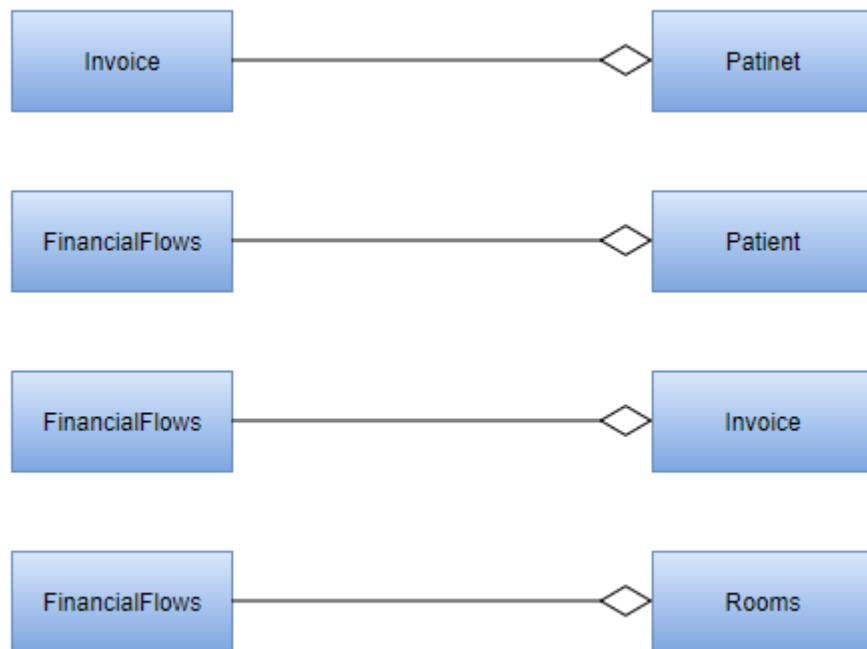 Invoice
Patinet
FinancialFlows
Patient
FinancialFlows
Invoice
FinancialFlows
Rooms